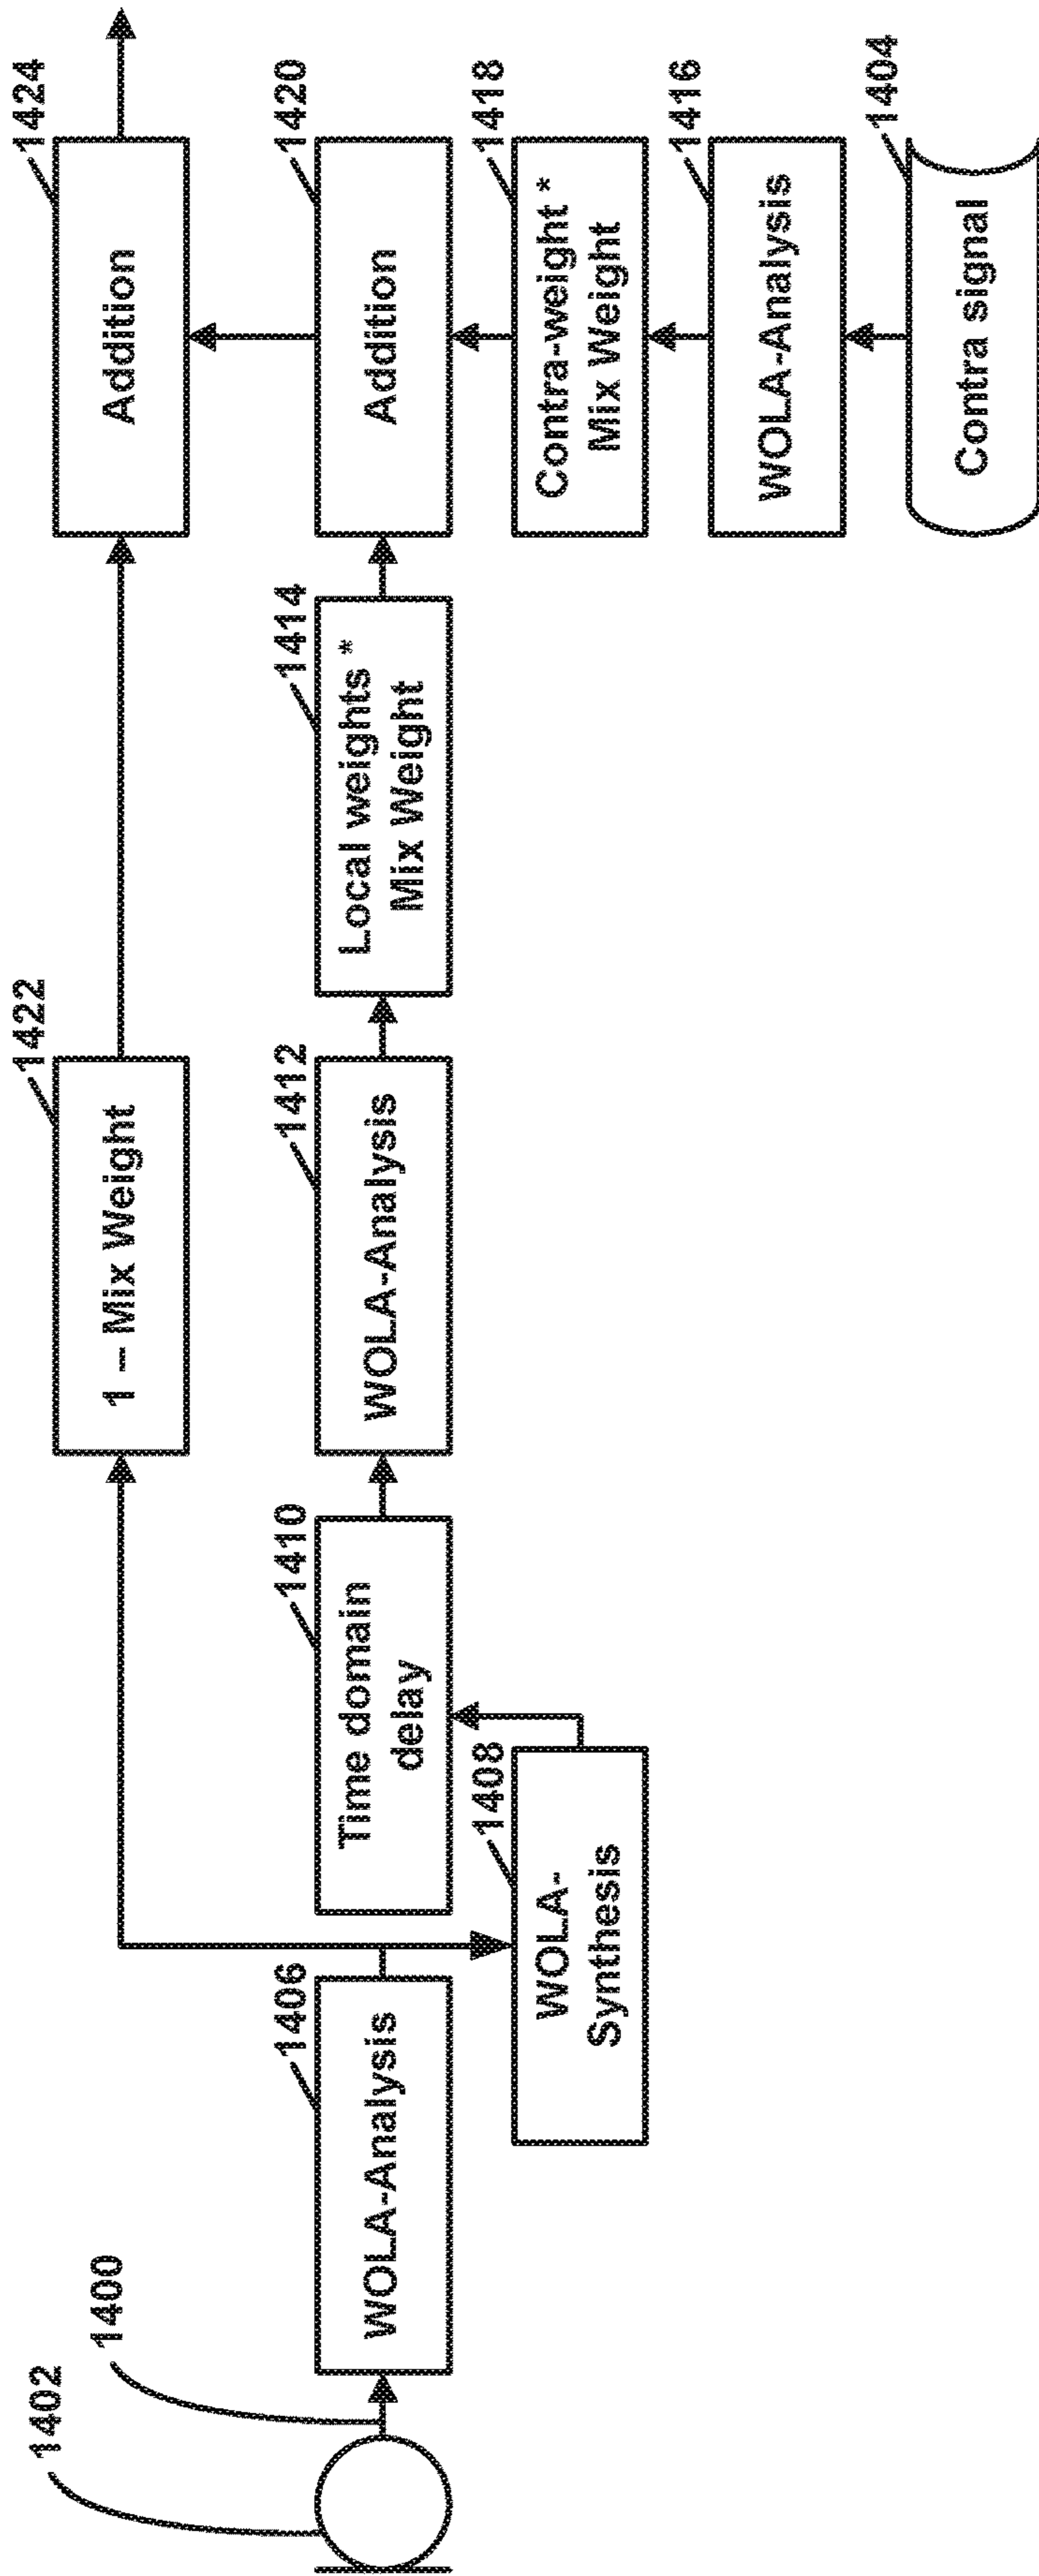 1402
1400
WOLA-Analysis
1406
WOLA-
Synthesis
1408
Time domain
delay
1410
WOLA-Analysis
1412
1 – Mix Weight
1422
Local weights *
Mix Weight
1414
Addition
1424
Addition
1420
Contra-weight *
Mix Weight
1418
WOLA-Analysis
1416
Contra signal
1404